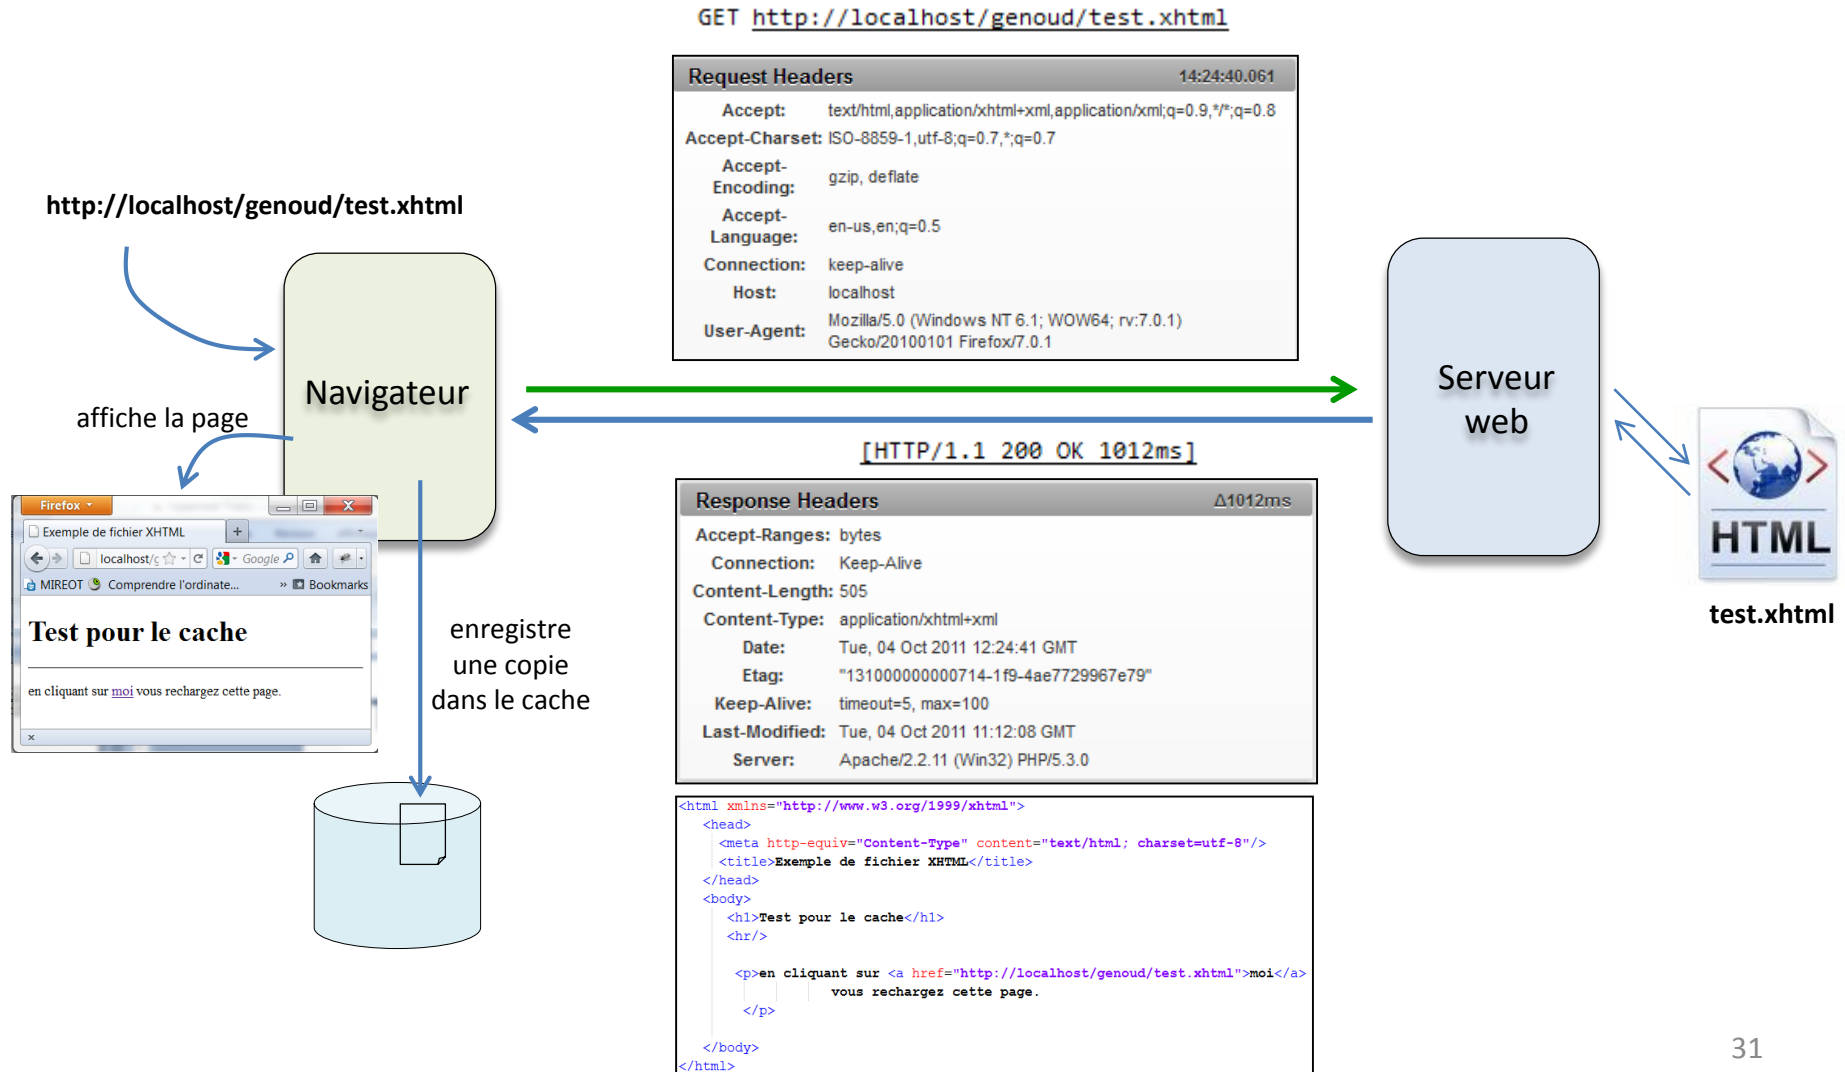 GET http://localhost/genoud/test.xhtml
Request Headers 14:24:40.061
Accept: text/html,application/xhtml+xml,application/xml;q=0.9,*/*;q=0.8
Accept-Charset: ISO-8859-1,utf-8;q=0.7,*;q=0.7
Accept-
Encoding: gzip, deflate
Accept-
Language: en-us,en;q=0.5
Connection: keep-alive
Host: localhost
User-Agent: Mozilla/5.0 (Windows NT 6.1; WOW64; rv:7.0.1)
Gecko/20100101 Firefox/7.0.1
http://localhost/genoud/test.xhtml
Navigateur
Serveur
web
affiche la page
[HTTP/1.1 200 OK 1012ms]
Response Headers Δ1012ms
Accept-Ranges: bytes
Connection: Keep-Alive
Content-Length: 505
Content-Type: application/xhtml+xml
Date: Tue, 04 Oct 2011 12:24:41 GMT
Etag: "131000000000714-1f9-4ae7729967e79"
Keep-Alive: timeout=5, max=100
Last-Modified: Tue, 04 Oct 2011 11:12:08 GMT
Server: Apache/2.2.11 (Win32) PHP/5.3.0
<html xmlns="http://www.w3.org/1999/xhtml">
<head>
<meta http-equiv="Content-Type" content="text/html; charset=utf-8"/>
<title>Exemple de fichier XHTML</title>
</head>
<body>
<h1>Test pour le cache</h1>
<hr/>
<p>en cliquant sur <a href="http://localhost/genoud/test.xhtml">moi</a>
vous rechargez cette page.
</p>
</body>
</html>
Firefox
Exemple de fichier XHTML +
localhost/g Google
MIREOT Comprendre l'ordinate... » Bookmarks
Test pour le cache
en cliquant sur moi vous rechargez cette page.
x
enregistre
une copie
dans le cache
< >
HTML
test.xhtml
31